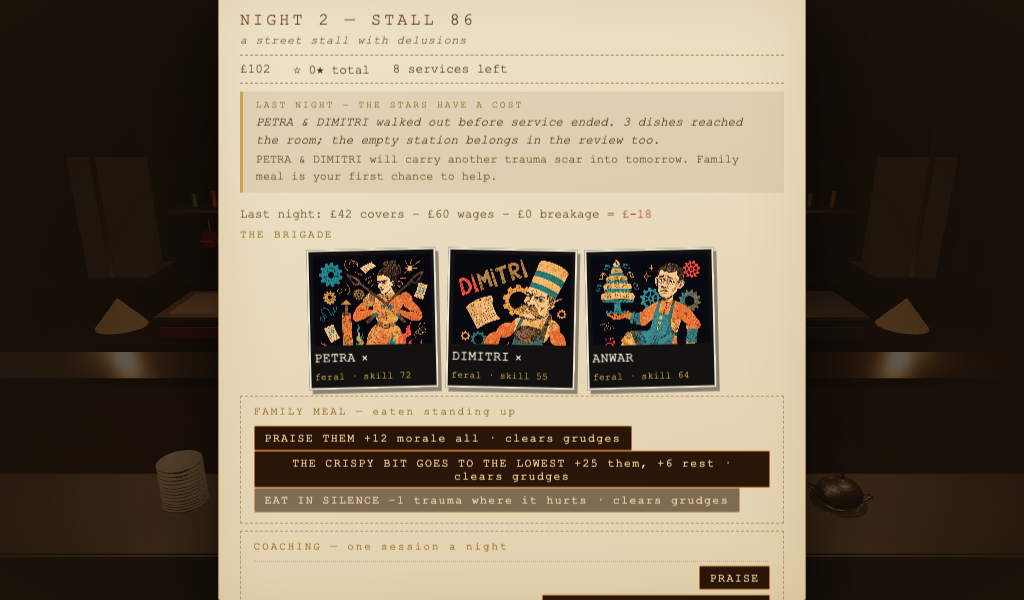 NIGHT 2 — STALL 86
a street stall with delusions
£102 ☆ 0★ total 8 services left
LAST NIGHT — THE STARS HAVE A COST
PETRA & DIMITRI walked out before service ended. 3 dishes reached
the room; the empty station belongs in the review too.
PETRA & DIMITRI will carry another trauma scar into tomorrow. Family
meal is your first chance to help.
Last night: £42 covers − £60 wages − £0 breakage = £-18
THE BRIGADE
DIMITRI
PETRA ×
feral · skill 72
DIMITRI ×
feral · skill 55
ANWAR
feral · skill 64
FAMILY MEAL — eaten standing up
PRAISE THEM +12 morale all · clears grudges
THE CRISPY BIT GOES TO THE LOWEST +25 them, +6 rest ·
clears grudges
EAT IN SILENCE −1 trauma where it hurts · clears grudges
COACHING — one session a night
PRAISE